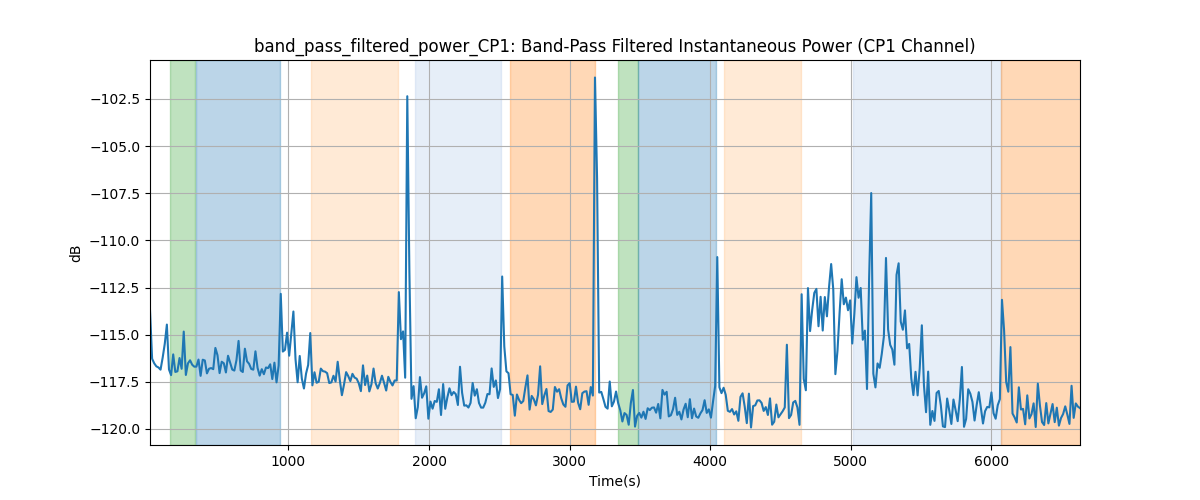 band_pass_filtered_power_CP1: Band-Pass Filtered Instantaneous Power (CP1 Channel)
−102.5
−105.0
−107.5
−110.0
−112.5
−115.0
−117.5
−120.0
dB
1000 2000 3000 4000 5000 6000
Time(s)